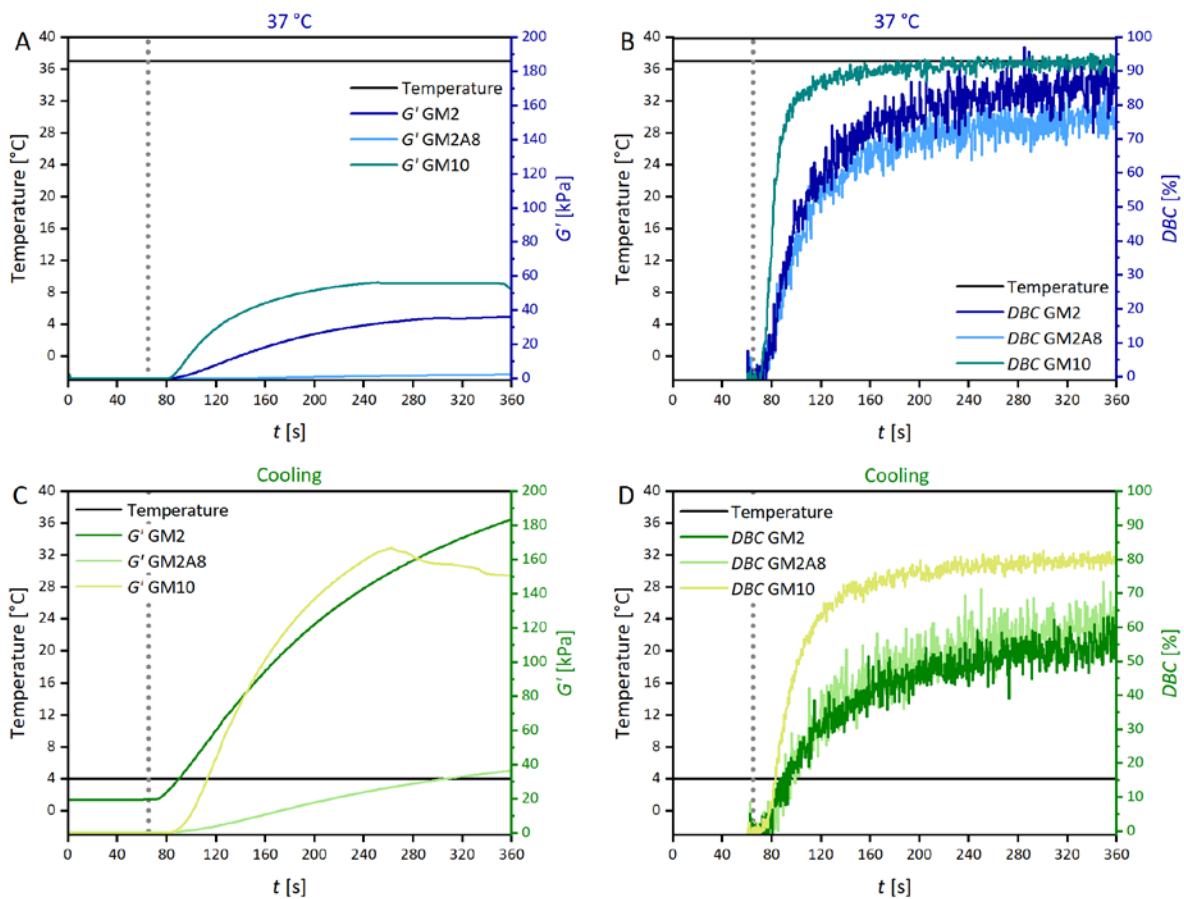 A
37 °C
Temperature [°C]
40
36
32
28
24
20
16
12
8
4
0
Temperature
G' GM2
G' GM2A8
G' GM10
200
180
160
140
120
100
80
60
40
20
0
G' [kPa]
0 40 80 120 160 200 240 280 320 360
t [s]
B
Temperature [°C]
40
36
32
28
24
20
16
12
8
4
0
Temperature
DBC GM2
DBC GM2A8
DBC GM10
100
90
80
70
60
50
40
30
20
10
0
DBC [%]
0 40 80 120 160 200 240 280 320 360
t [s]
C
Cooling
Temperature [°C]
40
36
32
28
24
20
16
12
8
4
0
Temperature
G' GM2
G' GM2A8
G' GM10
200
180
160
140
120
100
80
60
40
20
0
G' [kPa]
0 40 80 120 160 200 240 280 320 360
t [s]
D
Cooling
Temperature [°C]
40
36
32
28
24
20
16
12
8
4
0
Temperature
DBC GM2
DBC GM2A8
DBC GM10
100
90
80
70
60
50
40
30
20
10
0
DBC [%]
0 40 80 120 160 200 240 280 320 360
t [s]